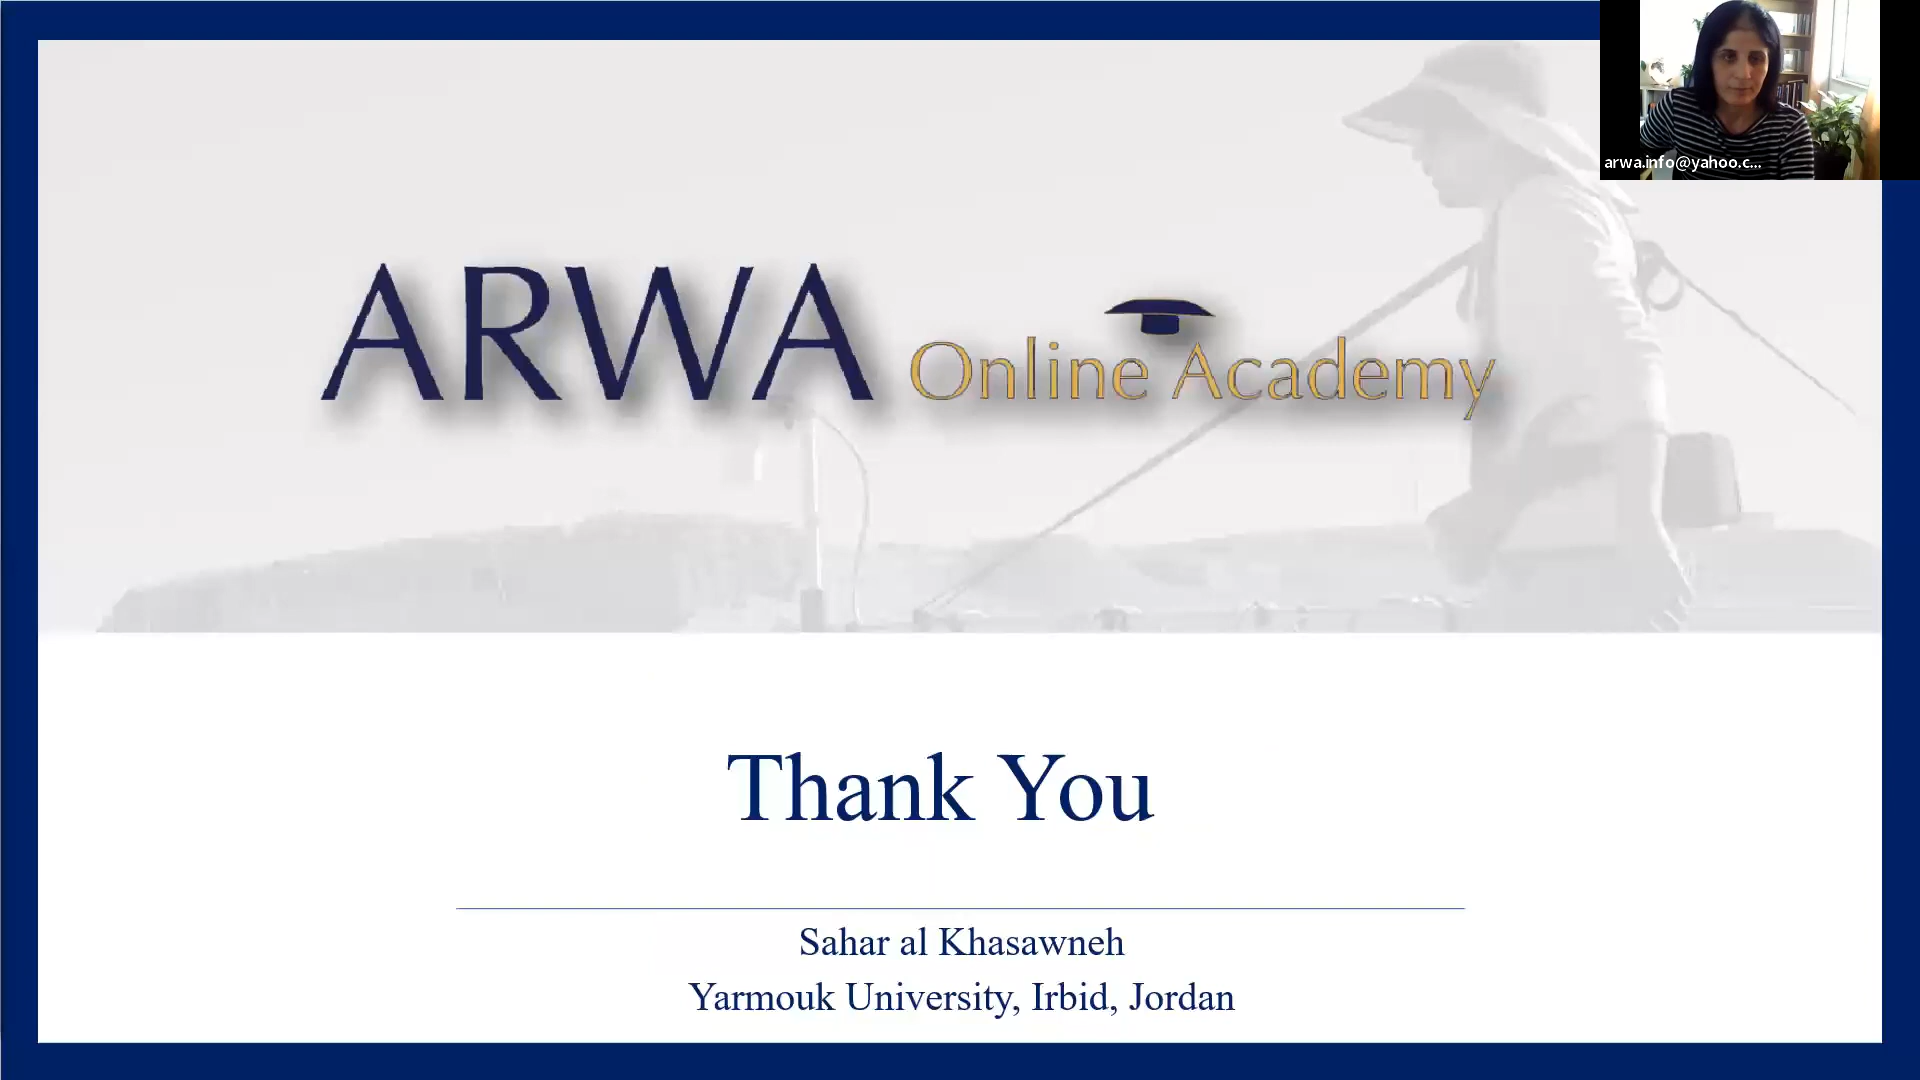 arwa.info@yahoo.c...
ARWA Online Academy
Thank You
Sahar al Khasawneh
Yarmouk University, Irbid, Jordan